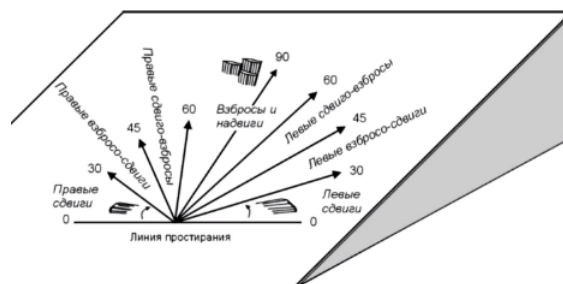 90
60
60
45
45
30
30
Правые взбросо-сдвиги
Правые сдвиго-взбросы
Взбросы и
надвиги
Левые сдвиго-взбросы
Левые взбросо-сдвиги
Правые
сдвиги
Левые
сдвиги
0
0
Линия простирания